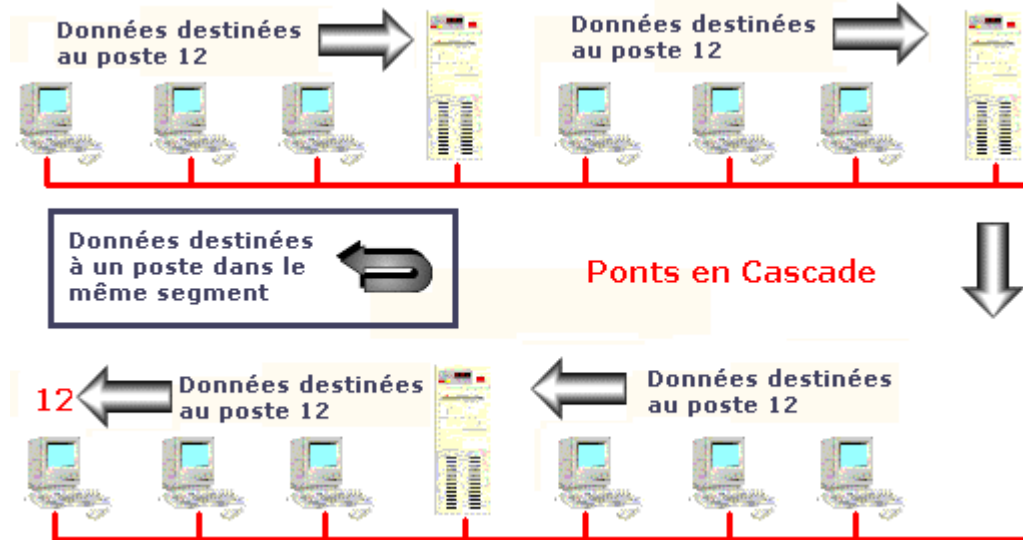 Données destinées
au poste 12
Données destinées
au poste 12
Données destinées
à un poste dans le
même segment
Ponts en Cascade
12
Données destinées
au poste 12
Données destinées
au poste 12